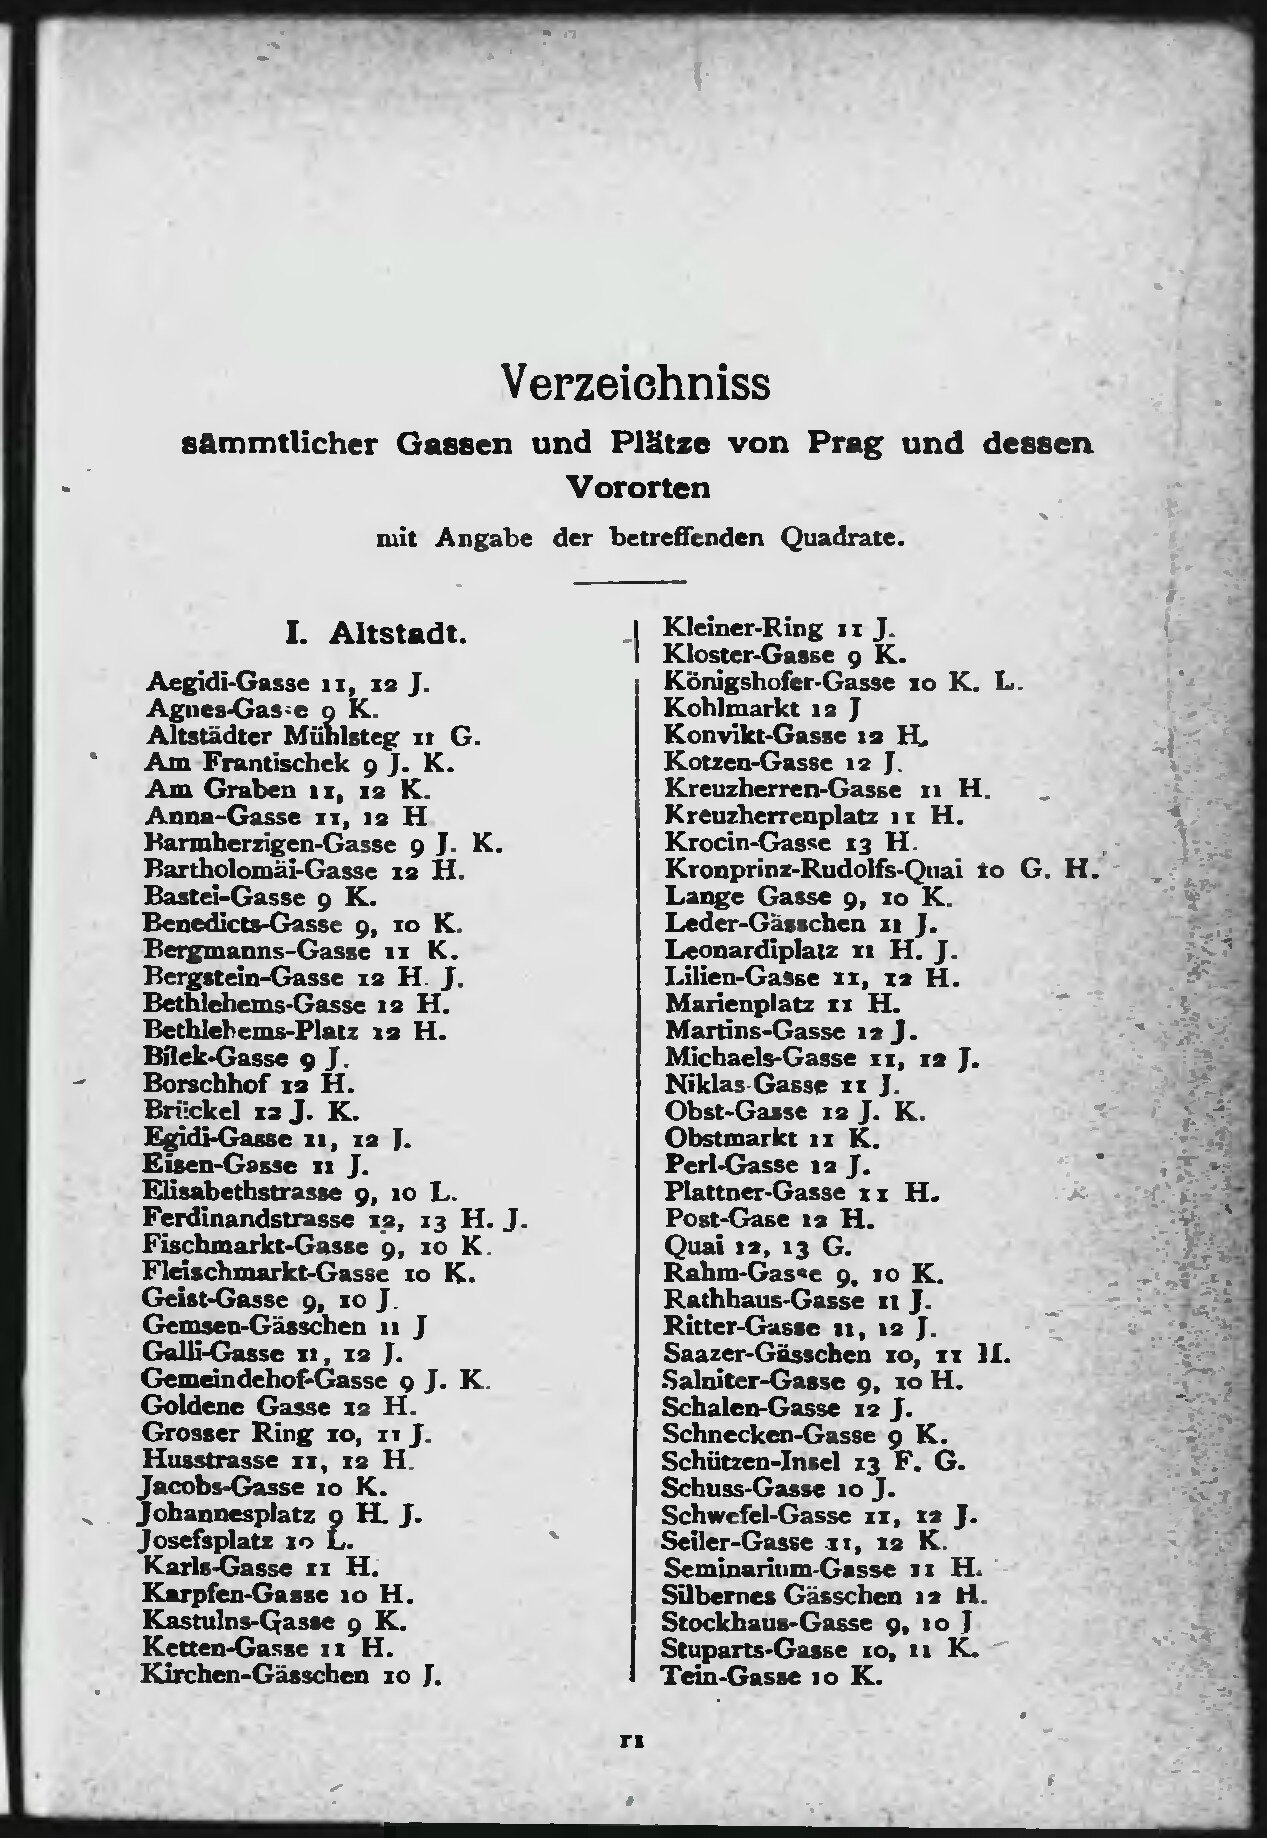 Verzeichniss
sämmtlicher Gassen und Plätze von Prag und dessen
Vororten
mit Angabe der betreffenden Quadrate.
I. Altstadt.
Aegidi-Gasse 11, 12 J.
Agnes-Gasse 9 K.
Altstädter Mühlsteg 11 G.
Am Frantischek 9 J. K.
Am Graben 11, 12 K.
Anna-Gasse 11, 12 H
Barmherzigen-Gasse 9 J. K.
Bartholomäi-Gasse 12 H.
Bastei-Gasse 9 K.
Benedicts-Gasse 9, 10 K.
Bergmanns-Gasse 11 K.
Bergstein-Gasse 12 H. J.
Bethlehems-Gasse 12 H.
Bethlehems-Platz 12 H.
Bilek-Gasse 9 J.
Borschhof 12 H.
Brückel 12 J. K.
Egidi-Gasse 11, 12 J.
Eisen-Gasse 11 J.
Elisabethstrasse 9, 10 L.
Ferdinandstrasse 12, 13 H. J.
Fischmarkt-Gasse 9, 10 K.
Fleischmarkt-Gasse 10 K.
Geist-Gasse 9, 10 J.
Gemsen-Gässchen 11 J
Galli-Gasse 11, 12 J.
Gemeindehof-Gasse 9 J. K.
Goldene Gasse 12 H.
Grosser Ring 10, 11 J.
Husstrasse 11, 12 H.
Jacobs-Gasse 10 K.
Johannesplatz 9 H. J.
Josefsplatz 10 L.
Karls-Gasse 11 H.
Karpfen-Gasse 10 H.
Kastulns-Gasse 9 K.
Ketten-Gasse 11 H.
Kirchen-Gässchen 10 J.
Kleiner-Ring 11 J.
Kloster-Gasse 9 K.
Königshofer-Gasse 10 K. L.
Kohlmarkt 12 J
Konvikt-Gasse 12 H.
Kotzen-Gasse 12 J.
Kreuzherren-Gasse 11 H.
Kreuzherrenplatz 11 H.
Krocin-Gasse 13 H.
Kronprinz-Rudolfs-Quai 10 G. H.
Lange Gasse 9, 10 K.
Leder-Gässchen 11 J.
Leonardiplatz 11 H. J.
Lilien-Gasse 11, 12 H.
Marienplatz 11 H.
Martins-Gasse 12 J.
Michaels-Gasse 11, 12 J.
Niklas-Gasse 11 J.
Obst-Gasse 12 J. K.
Obstmarkt 11 K.
Perl-Gasse 12 J.
Plattner-Gasse 11 H.
Post-Gase 12 H.
Quai 12, 13 G.
Rahm-Gasse 9, 10 K.
Rathhaus-Gasse 11 J.
Ritter-Gasse 11, 12 J.
Saazer-Gässchen 10, 11 H.
Salniter-Gasse 9, 10 H.
Schalen-Gasse 12 J.
Schnecken-Gasse 9 K.
Schützen-Insel 13 F. G.
Schuss-Gasse 10 J.
Schwefel-Gasse 11, 12 J.
Seiler-Gasse 11, 12 K.
Seminarium-Gasse 11 H.
Silbernes Gässchen 12 H.
Stockhaus-Gasse 9, 10 J
Stuparts-Gasse 10, 11 K.
Tein-Gasse 10 K.
11